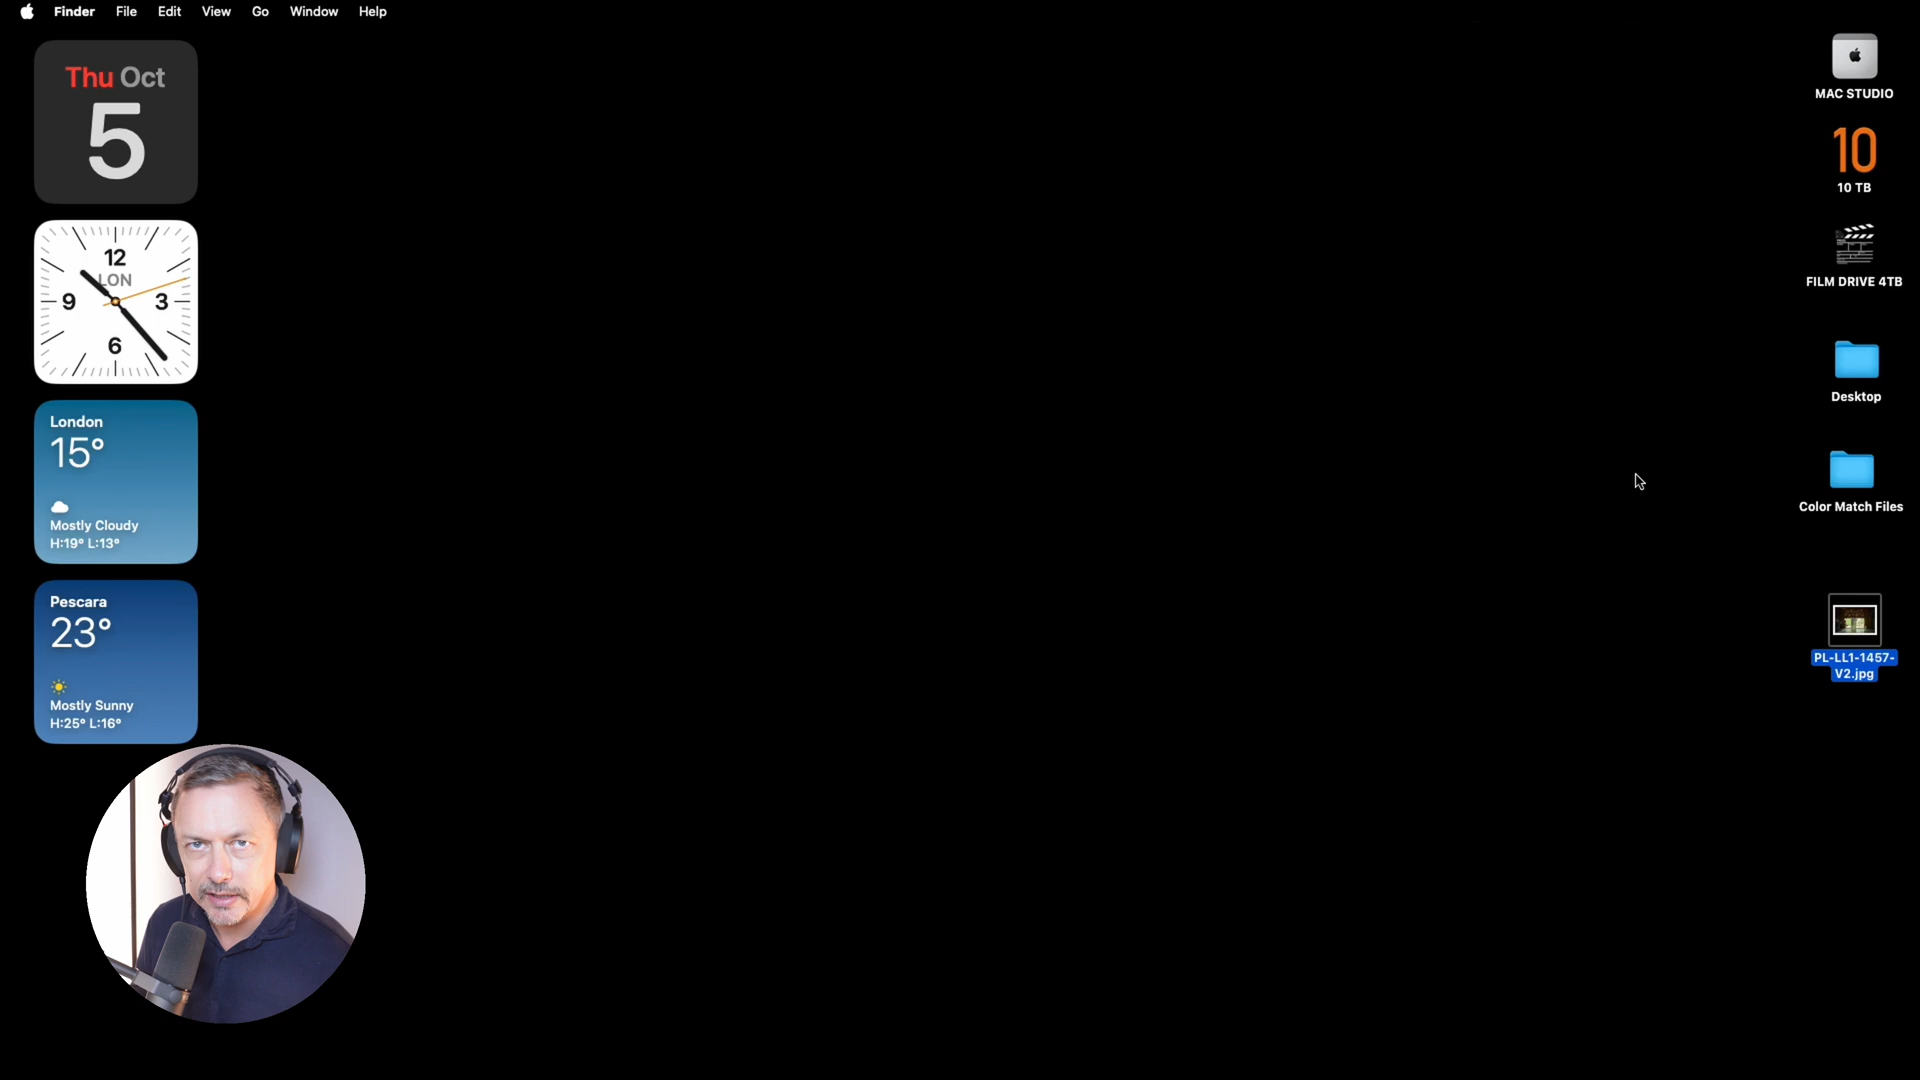 Finder File Edit View Go Window Help
Thu Oct
5
12
LON
9 3
6
London
15°
Mostly Cloudy
H:19° L:13°
Pescara
23°
Mostly Sunny
H:25° L:16°
MAC STUDIO
10
10 TB
FILM DRIVE 4TB
Desktop
Color Match Files
PL-LL1-1457-
V2.jpg